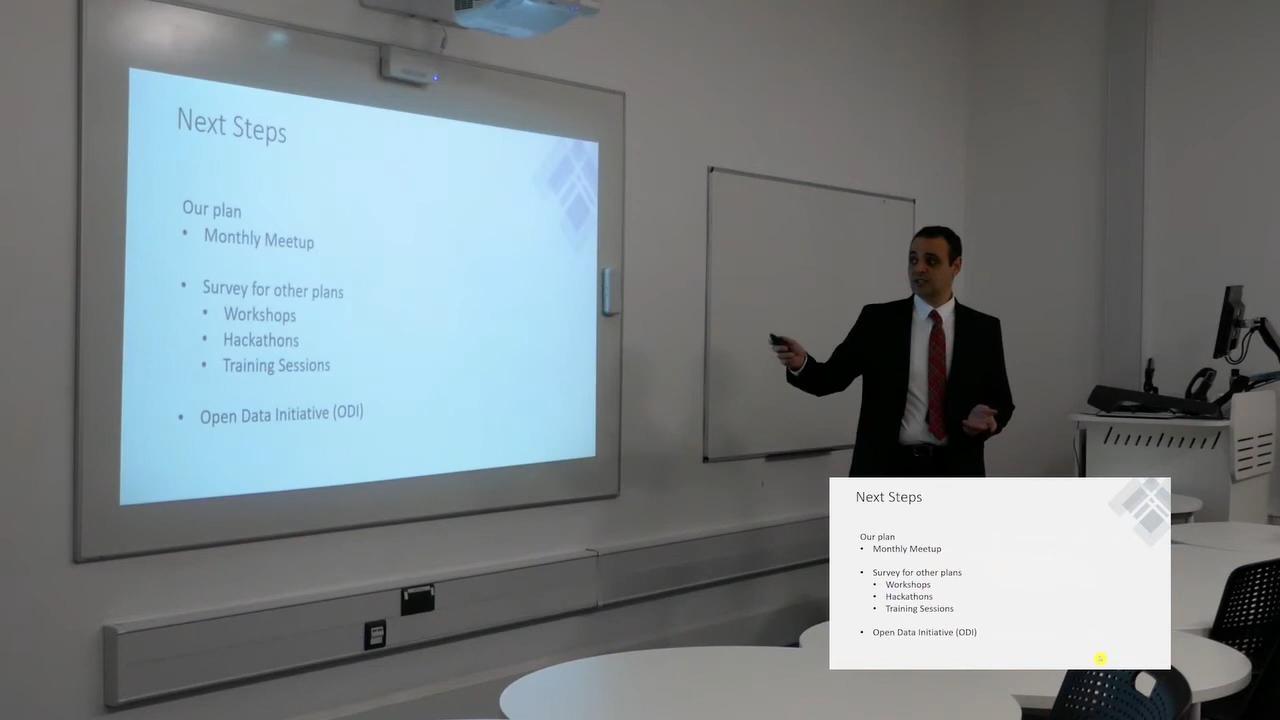 Next Steps
Our plan
• Monthly Meetup
• Survey for other plans
• Workshops
• Hackathons
• Training Sessions
• Open Data Initiative (ODI)
Next Steps
Our plan
• Monthly Meetup
• Survey for other plans
• Workshops
• Hackathons
• Training Sessions
• Open Data Initiative (ODI)